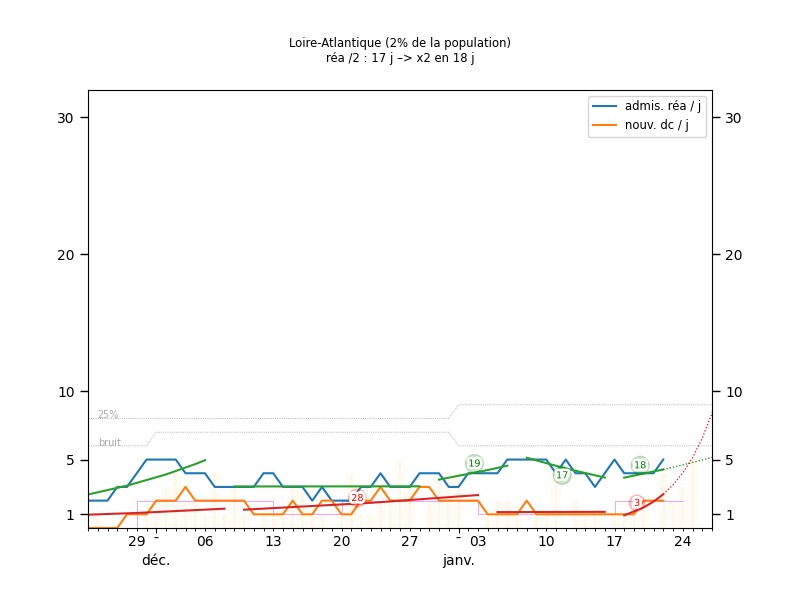 Loire-Atlantique (2% de la population)
réa /2 : 17 j –> x2 en 18 j
admis. réa / j
nouv. dc / j
30 30
20 20
10 10
25%
bruit
5 5
1 1
19
17
18
28
3
29 06 13 20 27 03 10 17 24
déc. janv.